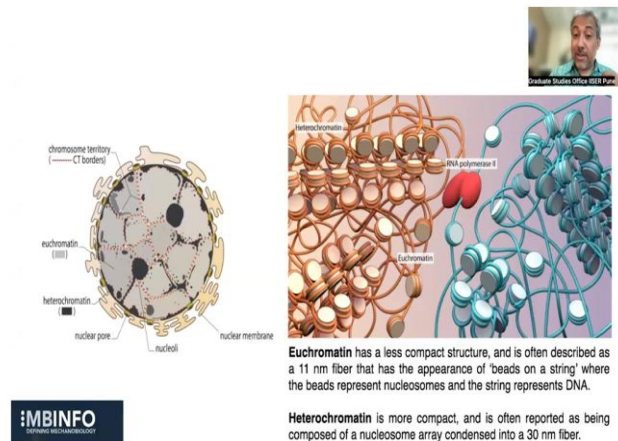 Graduate Studies Office IISER Pune
chromosome territory
( CT borders)
euchromatin
( )
heterochromatin
( )
nuclear pore
nucleoli
nuclear membrane
Heterochromatin
RNA polymerase II
Euchromatin
Euchromatin has a less compact structure, and is often described as
a 11 nm fiber that has the appearance of 'beads on a string' where
the beads represent nucleosomes and the string represents DNA.
Heterochromatin is more compact, and is often reported as being
composed of a nucleosome array condensed into a 30 nm fiber.
MBINFO
DEFINING MECHANOBIOLOGY